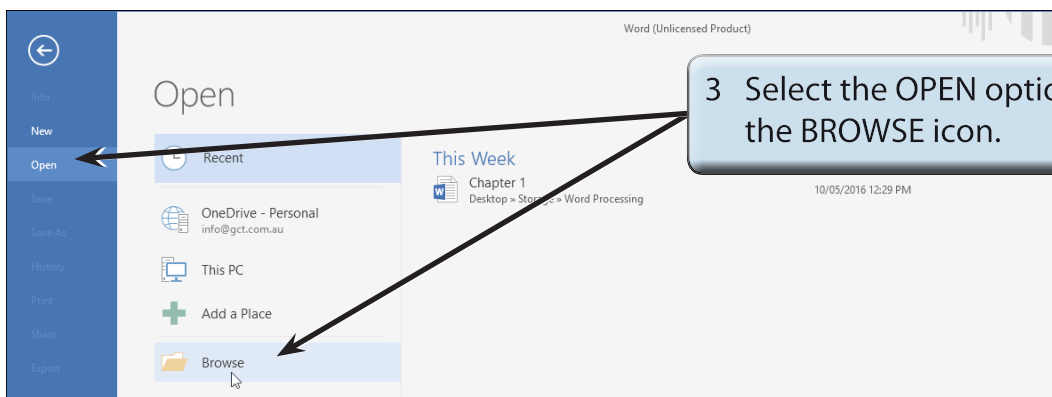 Word (Unlicensed Product)
Info
New
Open
Save
Save As
History
Print
Share
Export
Open
Recent
OneDrive - Personal
info@gct.com.au
This PC
Add a Place
Browse
This Week
Chapter 1
Desktop » Storage » Word Processing
10/05/2016 12:29 PM
3 Select the OPEN
the BROWSE icon.